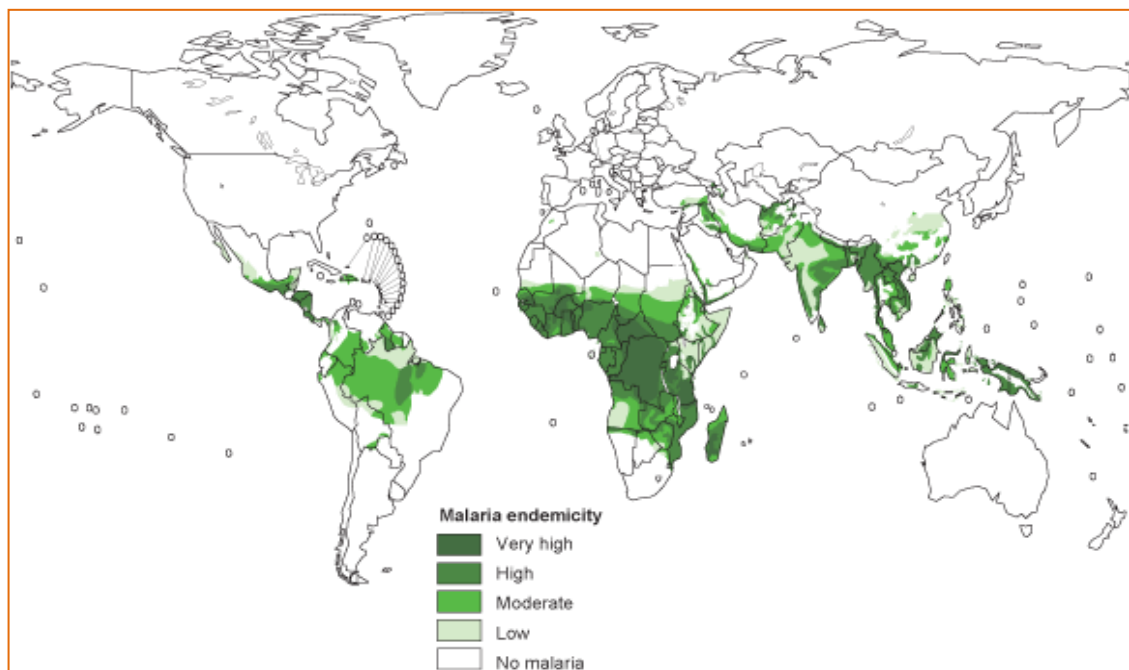 Malaria endemicity
Very high
High
Moderate
Low
No malaria